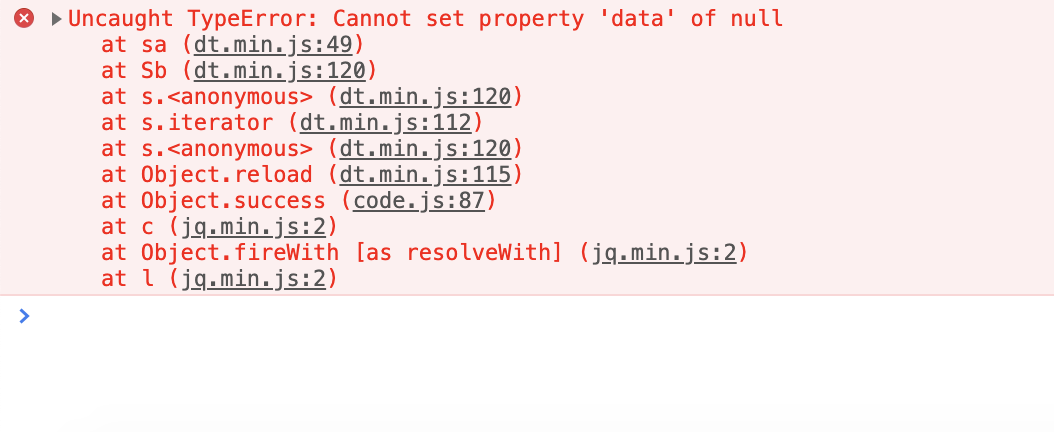 Uncaught TypeError: Cannot set property 'data' of null
at sa (dt.min.js:49)
at Sb (dt.min.js:120)
at s.<anonymous> (dt.min.js:120)
at s.iterator (dt.min.js:112)
at s.<anonymous> (dt.min.js:120)
at Object.reload (dt.min.js:115)
at Object.success (code.js:87)
at c (jq.min.js:2)
at Object.fireWith [as resolveWith] (jq.min.js:2)
at l (jq.min.js:2)